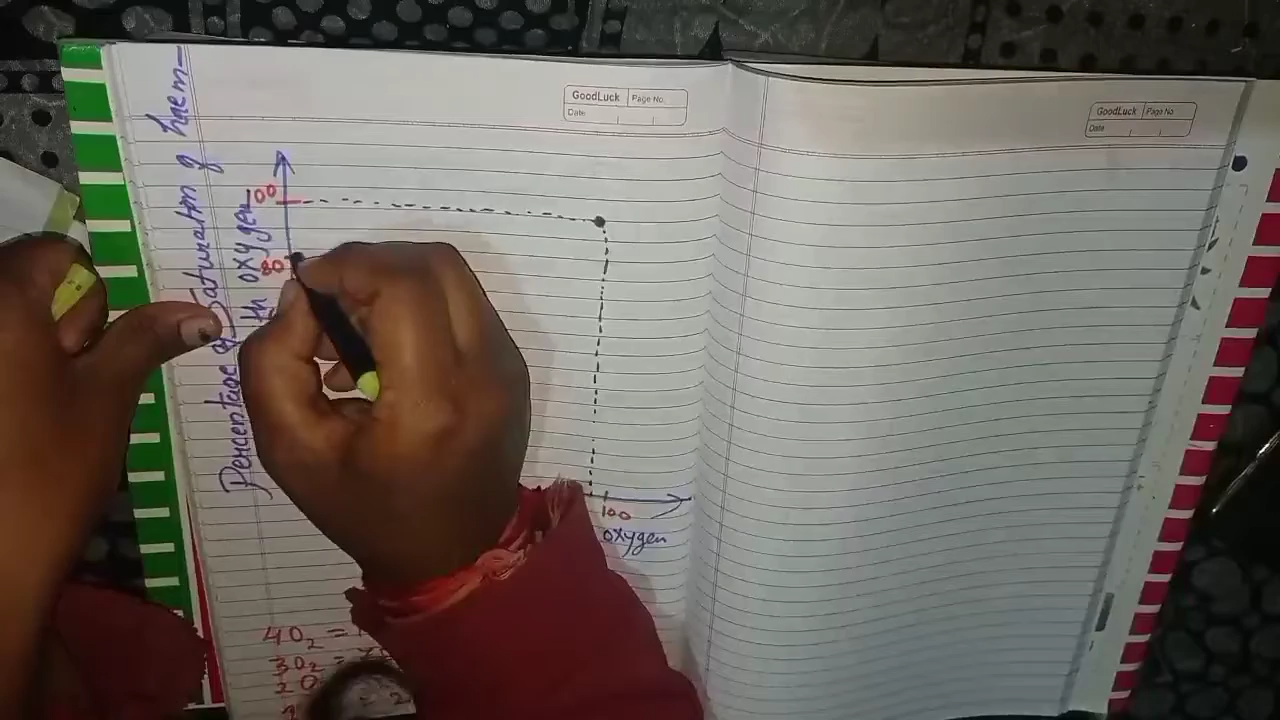 GoodLuck Page No.
Date
GoodLuck Page No
Date
Percentage of Saturation of haem-
th oxygen
100
80
100
oxygen
4O₂ =
3O₂ =
2O